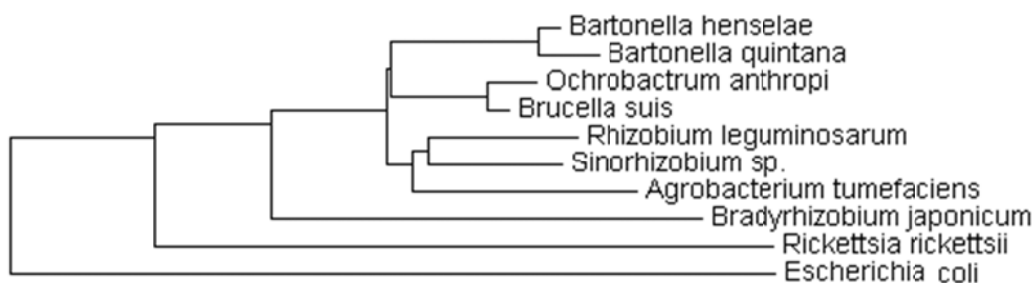 Bartonella henselae
Bartonella quintana
Ochrobactrum anthropi
Brucella suis
Rhizobium leguminosarum
Sinorhizobium sp.
Agrobacterium tumefaciens
Bradyrhizobium japonicum
Rickettsia rickettsii
Escherichia coli